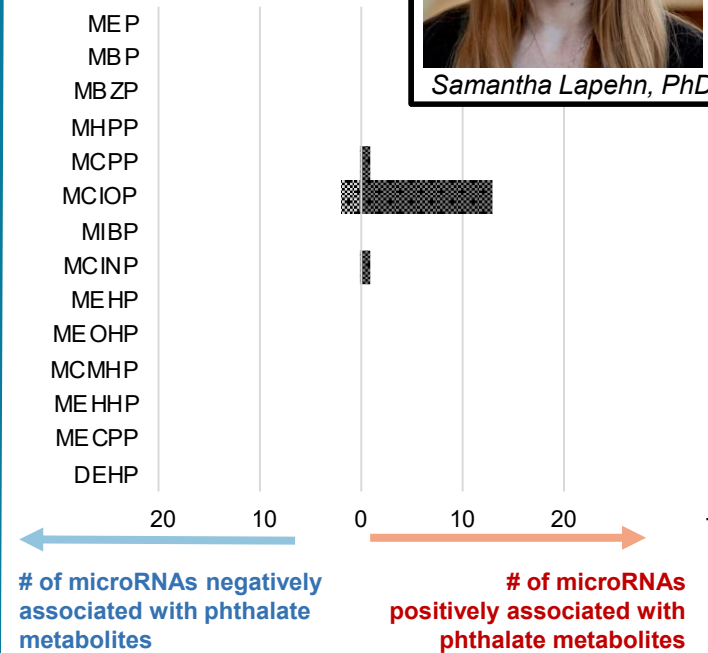 MEP
MBP
MBZP
MHPP
MCPP
MCIOP
MIBP
MCINP
MEHP
MEOHP
MCMHP
MEHHP
MECPP
DEHP
Samantha Lapehn, PhD
20 10 0 10 20
# of microRNAs negatively
associated with phthalate
metabolites
# of microRNAs
positively associated with
phthalate metabolites